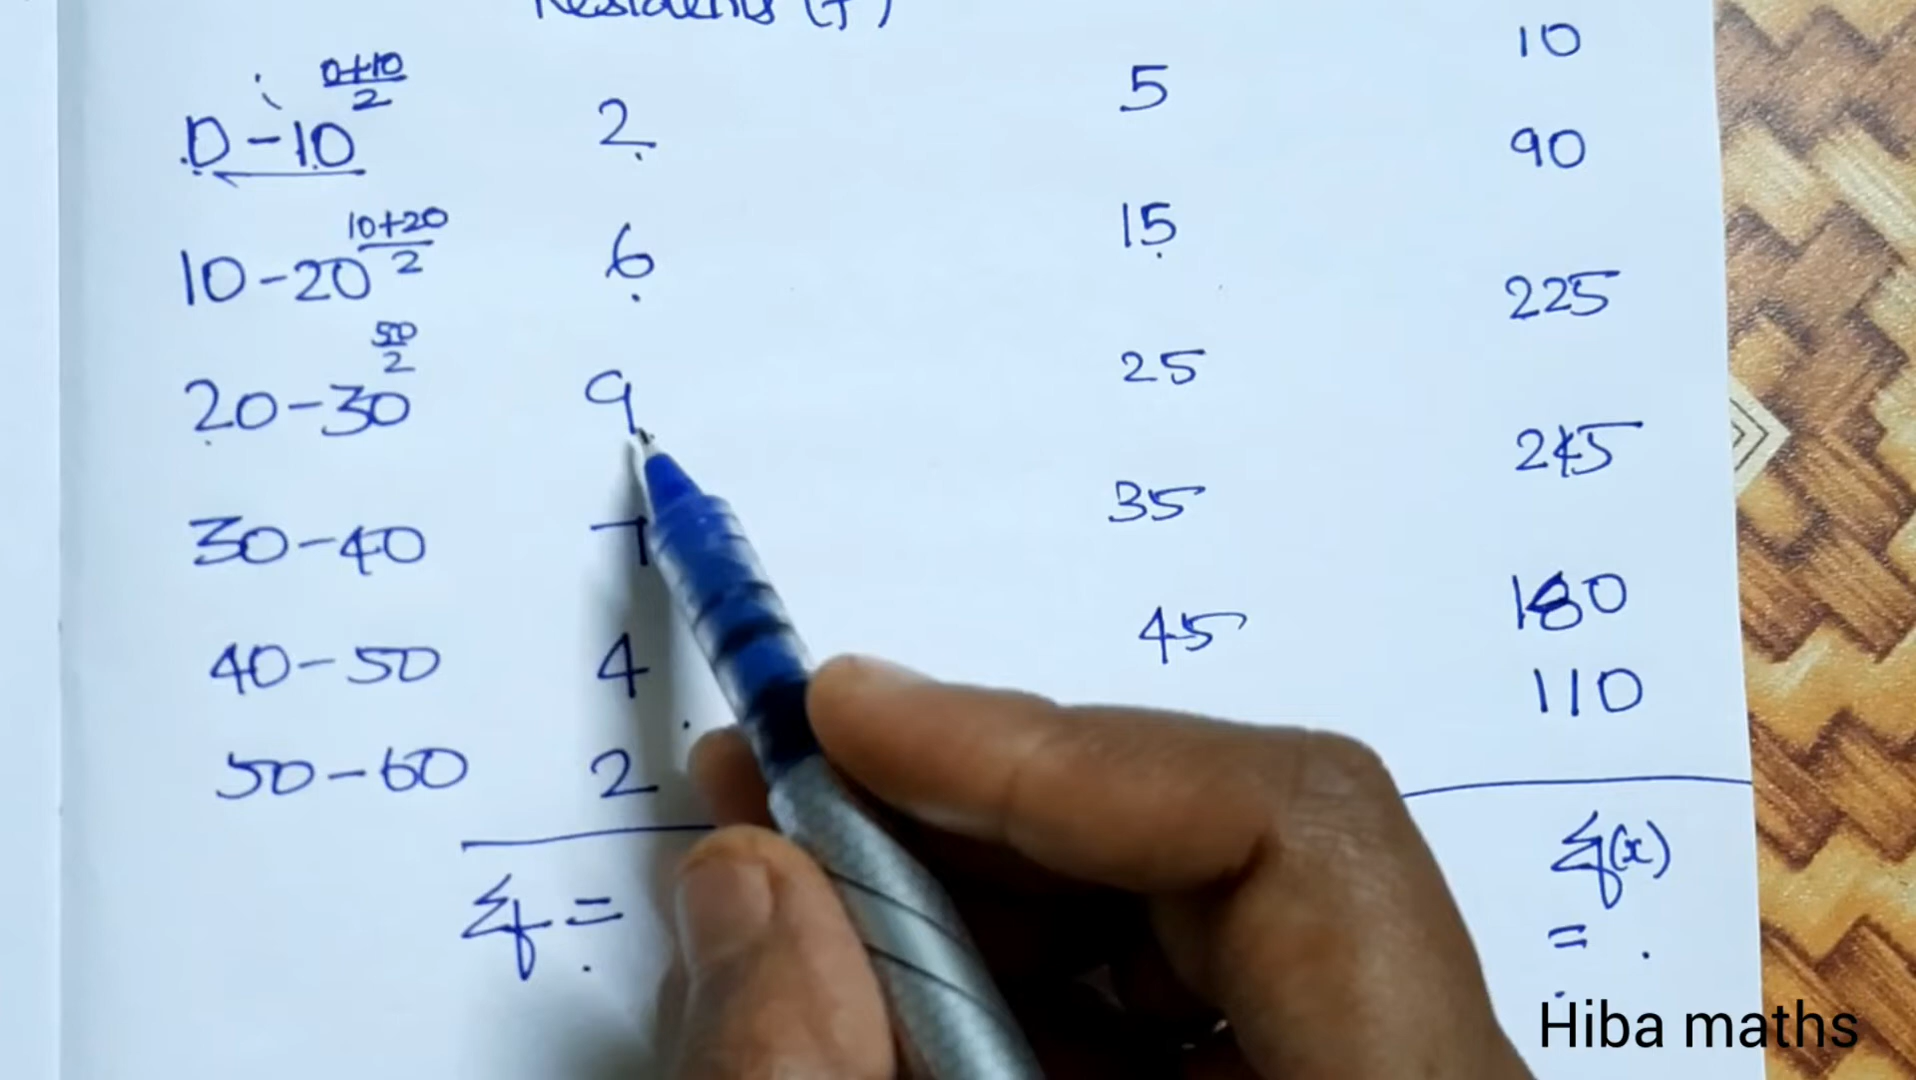 Residents (f)
0+10
2
0-10 2 5 10
10+20
2
10-20 6 15 90
50
2
20-30 9 25 225
30-40 7 35 245
40-50 4 45 180
50-60 2 110
Σf = Σf(x)
=
Hiba maths